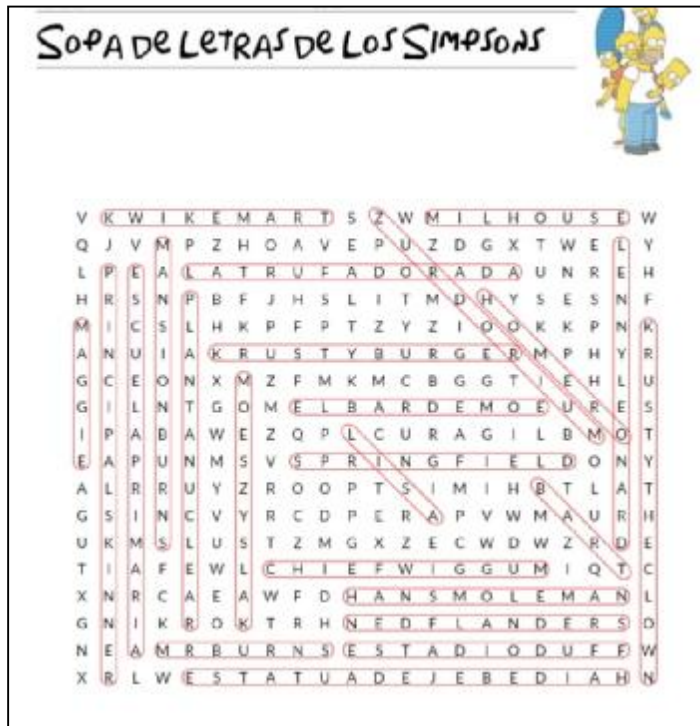 SOPA DE LETRAS DE LOS SIMPSONS
V K W I K E M A R T S Z W M I L H O U S E W
Q J V M P Z H O A V E P U Z D G X T W E L Y
L P E A L A T R U F A D O R A D A U N R E H
H R S N P B F J H S L I T M D H Y S E S N F
M I C S L H K P F P T Z Y Z I O O K K P N K
A N U I A K R U S T Y B U R G E R M P H Y R
G C E O N X M Z F M K M C B G G T I E H L U
G I L N T G O M E L B A R D E M O E U R E S
I P A B A W E Z Q P L C U R A G I L B M O T
E A P U N M S V S P R I N G F I E L D O N Y
A L R R U Y Z R O O P T S I M I H B T L A T
G S I N C V Y R C D P E R A P V W M A U R H
U K M S L U S T Z M G X Z E C W D W Z R D E
T I A F E W L C H I E F W I G G U M I Q T C
X N R C A E A W F D H A N S M O L E M A N L
G N I K R O K T R H N E D F L A N D E R S O
N E A M R B U R N S E S T A D I O D U F F W
X R L W E S T A T U A D E J E B E D I A H N